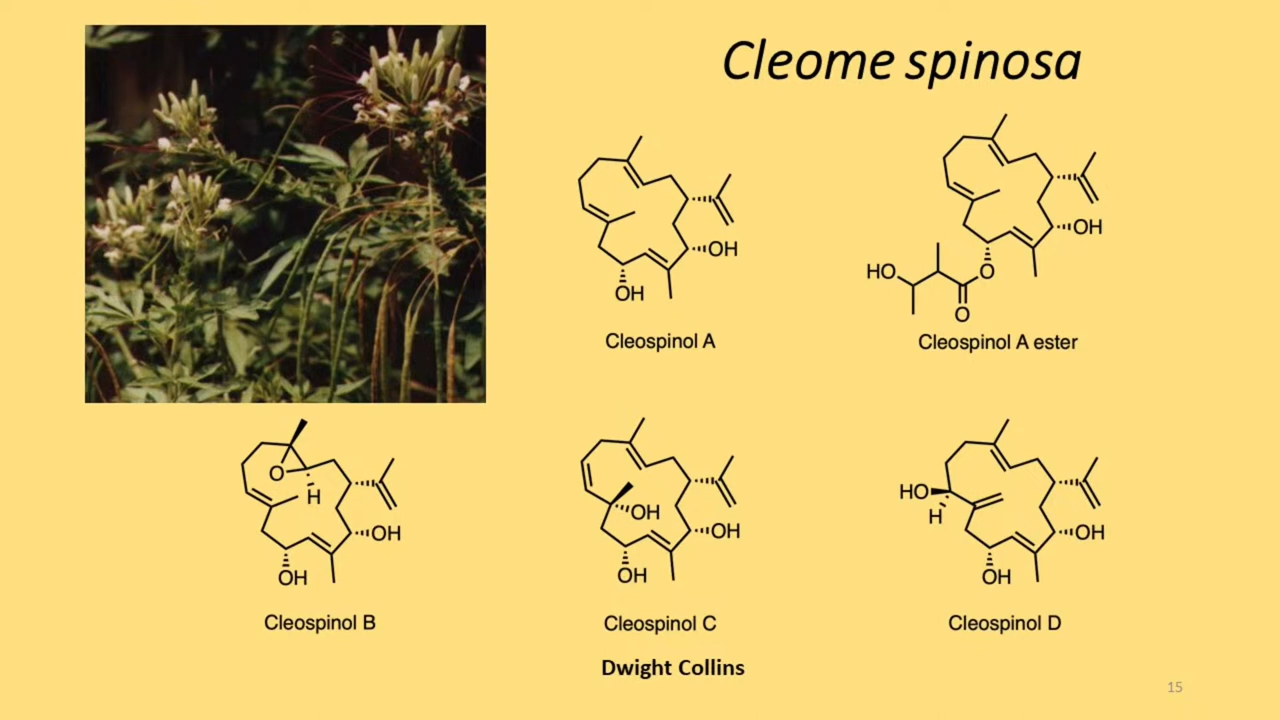 Cleome spinosa
OH
OH
Cleospinol A
OH
HO
O
O
Cleospinol A ester
O
H
OH
OH
Cleospinol B
OH
OH
OH
Cleospinol C
HO
H
OH
OH
Cleospinol D
Dwight Collins
15